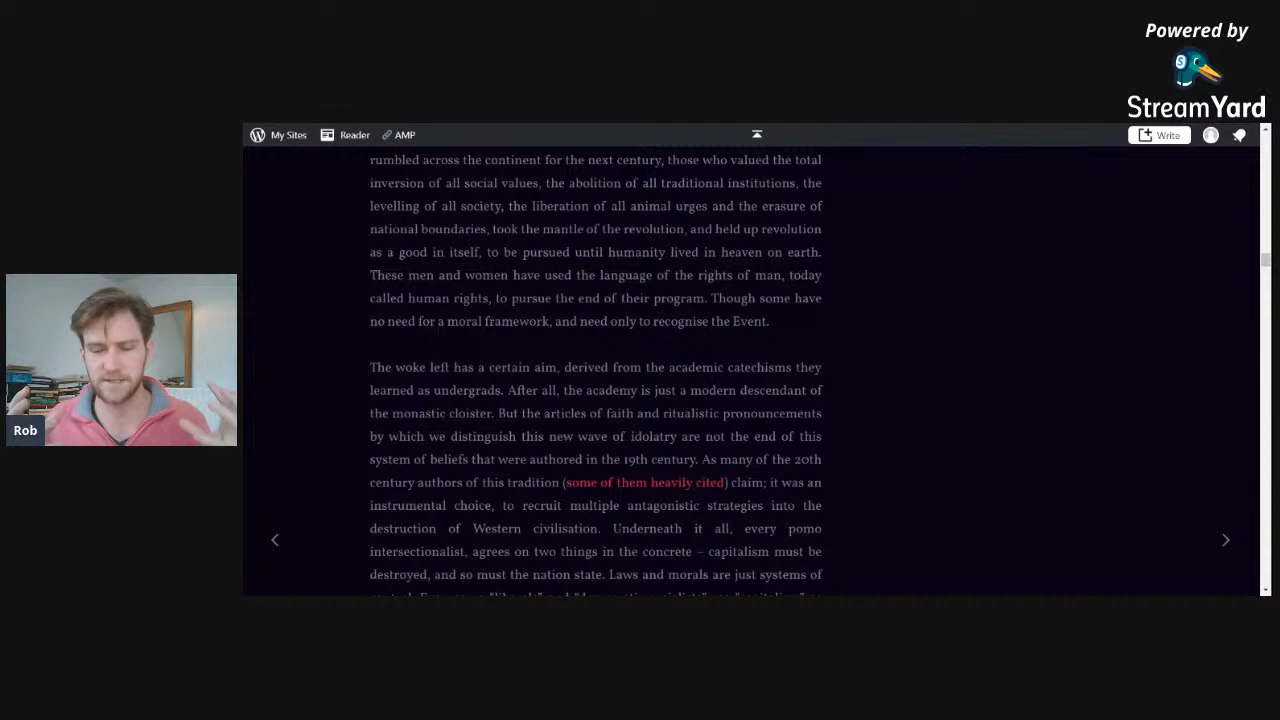 Powered by
StreamYard
My Sites
Reader
AMP
Write
rumbled across the continent for the next century, those who valued the total
inversion of all social values, the abolition of all traditional institutions, the
levelling of all society, the liberation of all animal urges and the erasure of
national boundaries, took the mantle of the revolution, and held up revolution
as a good in itself, to be pursued until humanity lived in heaven on earth.
These men and women have used the language of the rights of man, today
called human rights, to pursue the end of their program. Though some have
no need for a moral framework, and need only to recognise the Event.
The woke left has a certain aim, derived from the academic catechisms they
learned as undergrads. After all, the academy is just a modern descendant of
the monastic cloister. But the articles of faith and ritualistic pronouncements
by which we distinguish this new wave of idolatry are not the end of this
system of beliefs that were authored in the 19th century. As many of the 20th
century authors of this tradition (some of them heavily cited) claim; it was an
instrumental choice, to recruit multiple antagonistic strategies into the
destruction of Western civilisation. Underneath it all, every pomo
intersectionalist, agrees on two things in the concrete – capitalism must be
destroyed, and so must the nation state. Laws and morals are just systems of
Rob